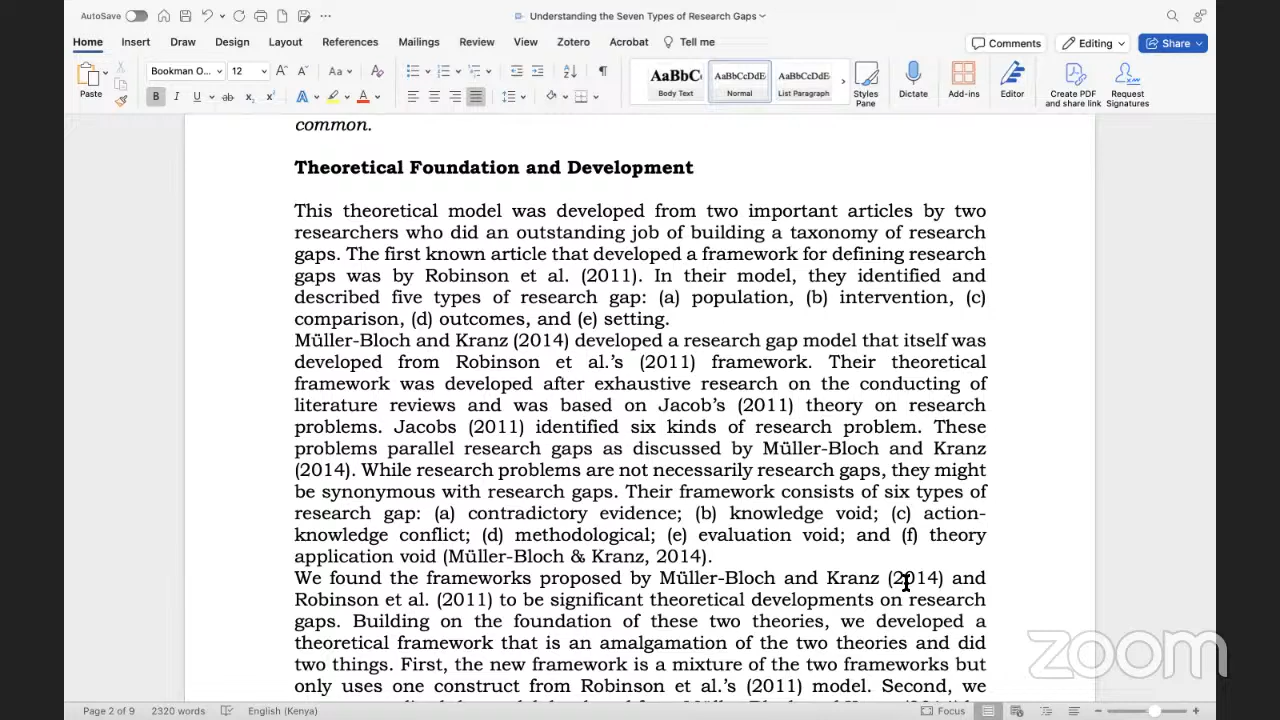 AutoSave
Understanding the Seven Types of Research Gaps
Home Insert Draw Design Layout References Mailings Review View Zotero Acrobat Tell me
Comments Editing Share
Paste
Bookman O... 12
AaBbC Body Text
AaBbCcDdE Normal
AaBbCcDdE List Paragraph
Styles Pane
Dictate
Add-ins
Editor
Create PDF and share link
Request Signatures
common.
Theoretical Foundation and Development
This theoretical model was developed from two important articles by two
researchers who did an outstanding job of building a taxonomy of research
gaps. The first known article that developed a framework for defining research
gaps was by Robinson et al. (2011). In their model, they identified and
described five types of research gap: (a) population, (b) intervention, (c)
comparison, (d) outcomes, and (e) setting.
Müller-Bloch and Kranz (2014) developed a research gap model that itself was
developed from Robinson et al.’s (2011) framework. Their theoretical
framework was developed after exhaustive research on the conducting of
literature reviews and was based on Jacob’s (2011) theory on research
problems. Jacobs (2011) identified six kinds of research problem. These
problems parallel research gaps as discussed by Müller-Bloch and Kranz
(2014). While research problems are not necessarily research gaps, they might
be synonymous with research gaps. Their framework consists of six types of
research gap: (a) contradictory evidence; (b) knowledge void; (c) action-
knowledge conflict; (d) methodological; (e) evaluation void; and (f) theory
application void (Müller-Bloch & Kranz, 2014).
We found the frameworks proposed by Müller-Bloch and Kranz (2014) and
Robinson et al. (2011) to be significant theoretical developments on research
gaps. Building on the foundation of these two theories, we developed a
theoretical framework that is an amalgamation of the two theories and did
two things. First, the new framework is a mixture of the two frameworks but
only uses one construct from Robinson et al.’s (2011) model. Second, we
zoom
Page 2 of 9 2320 words English (Kenya) Focus